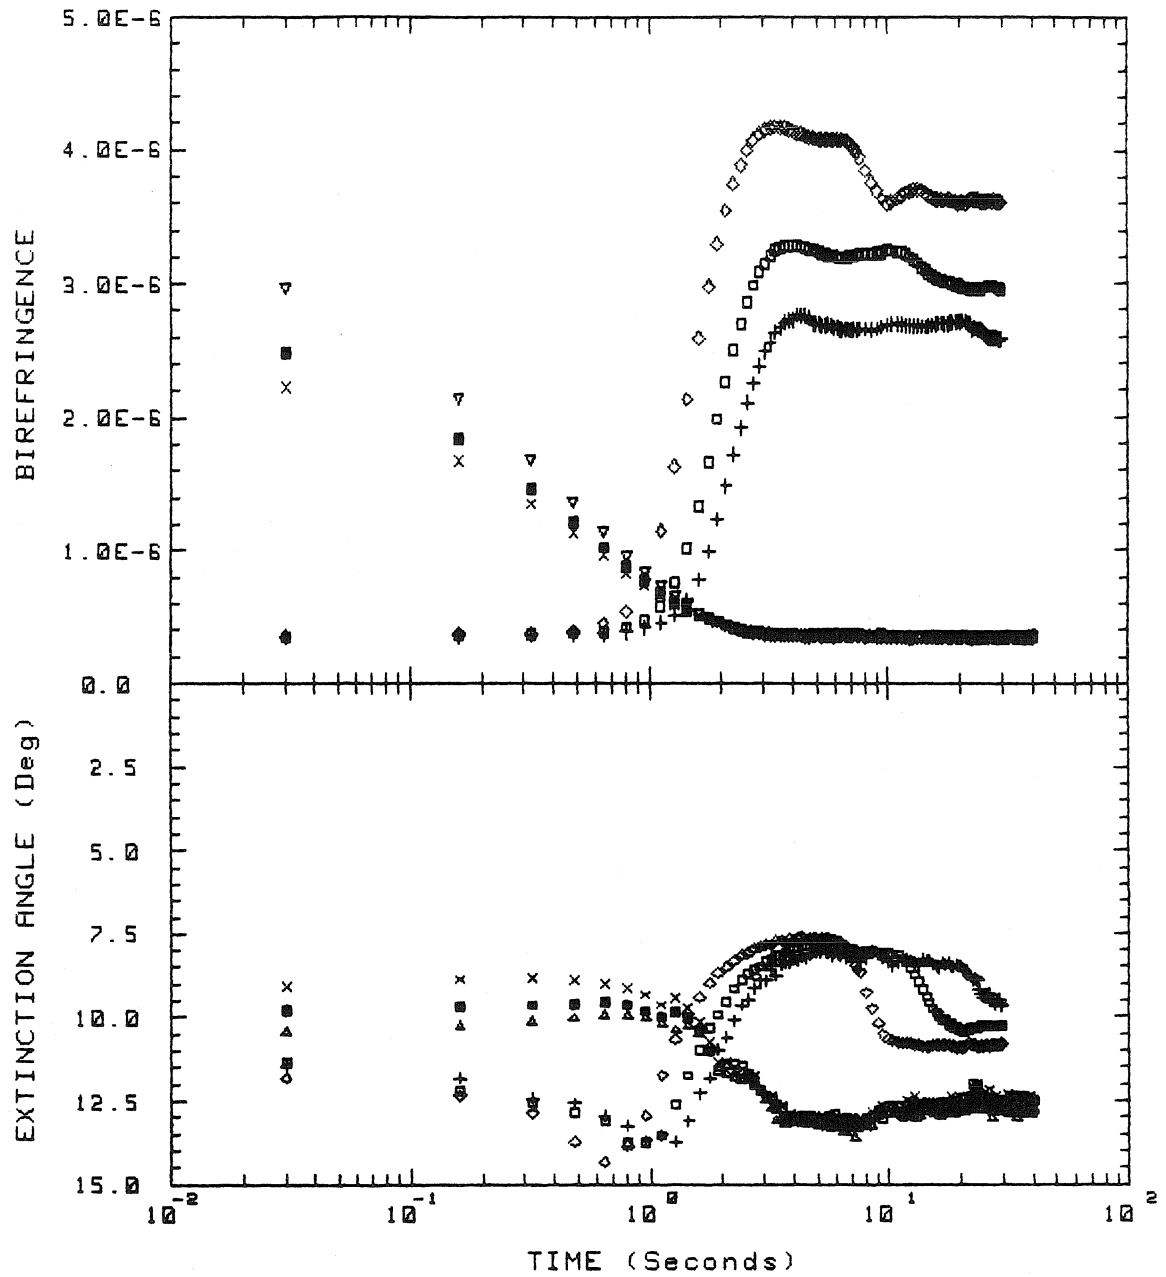 5.0E-6
4.0E-6
3.0E-6
2.0E-6
1.0E-6
0.0
BIREFRINGENCE
2.5
5.0
7.5
10.0
12.5
15.0
EXTINCTION ANGLE (Deg)
10-2
10-1
10 0
10 1
10 2
TIME (Seconds)